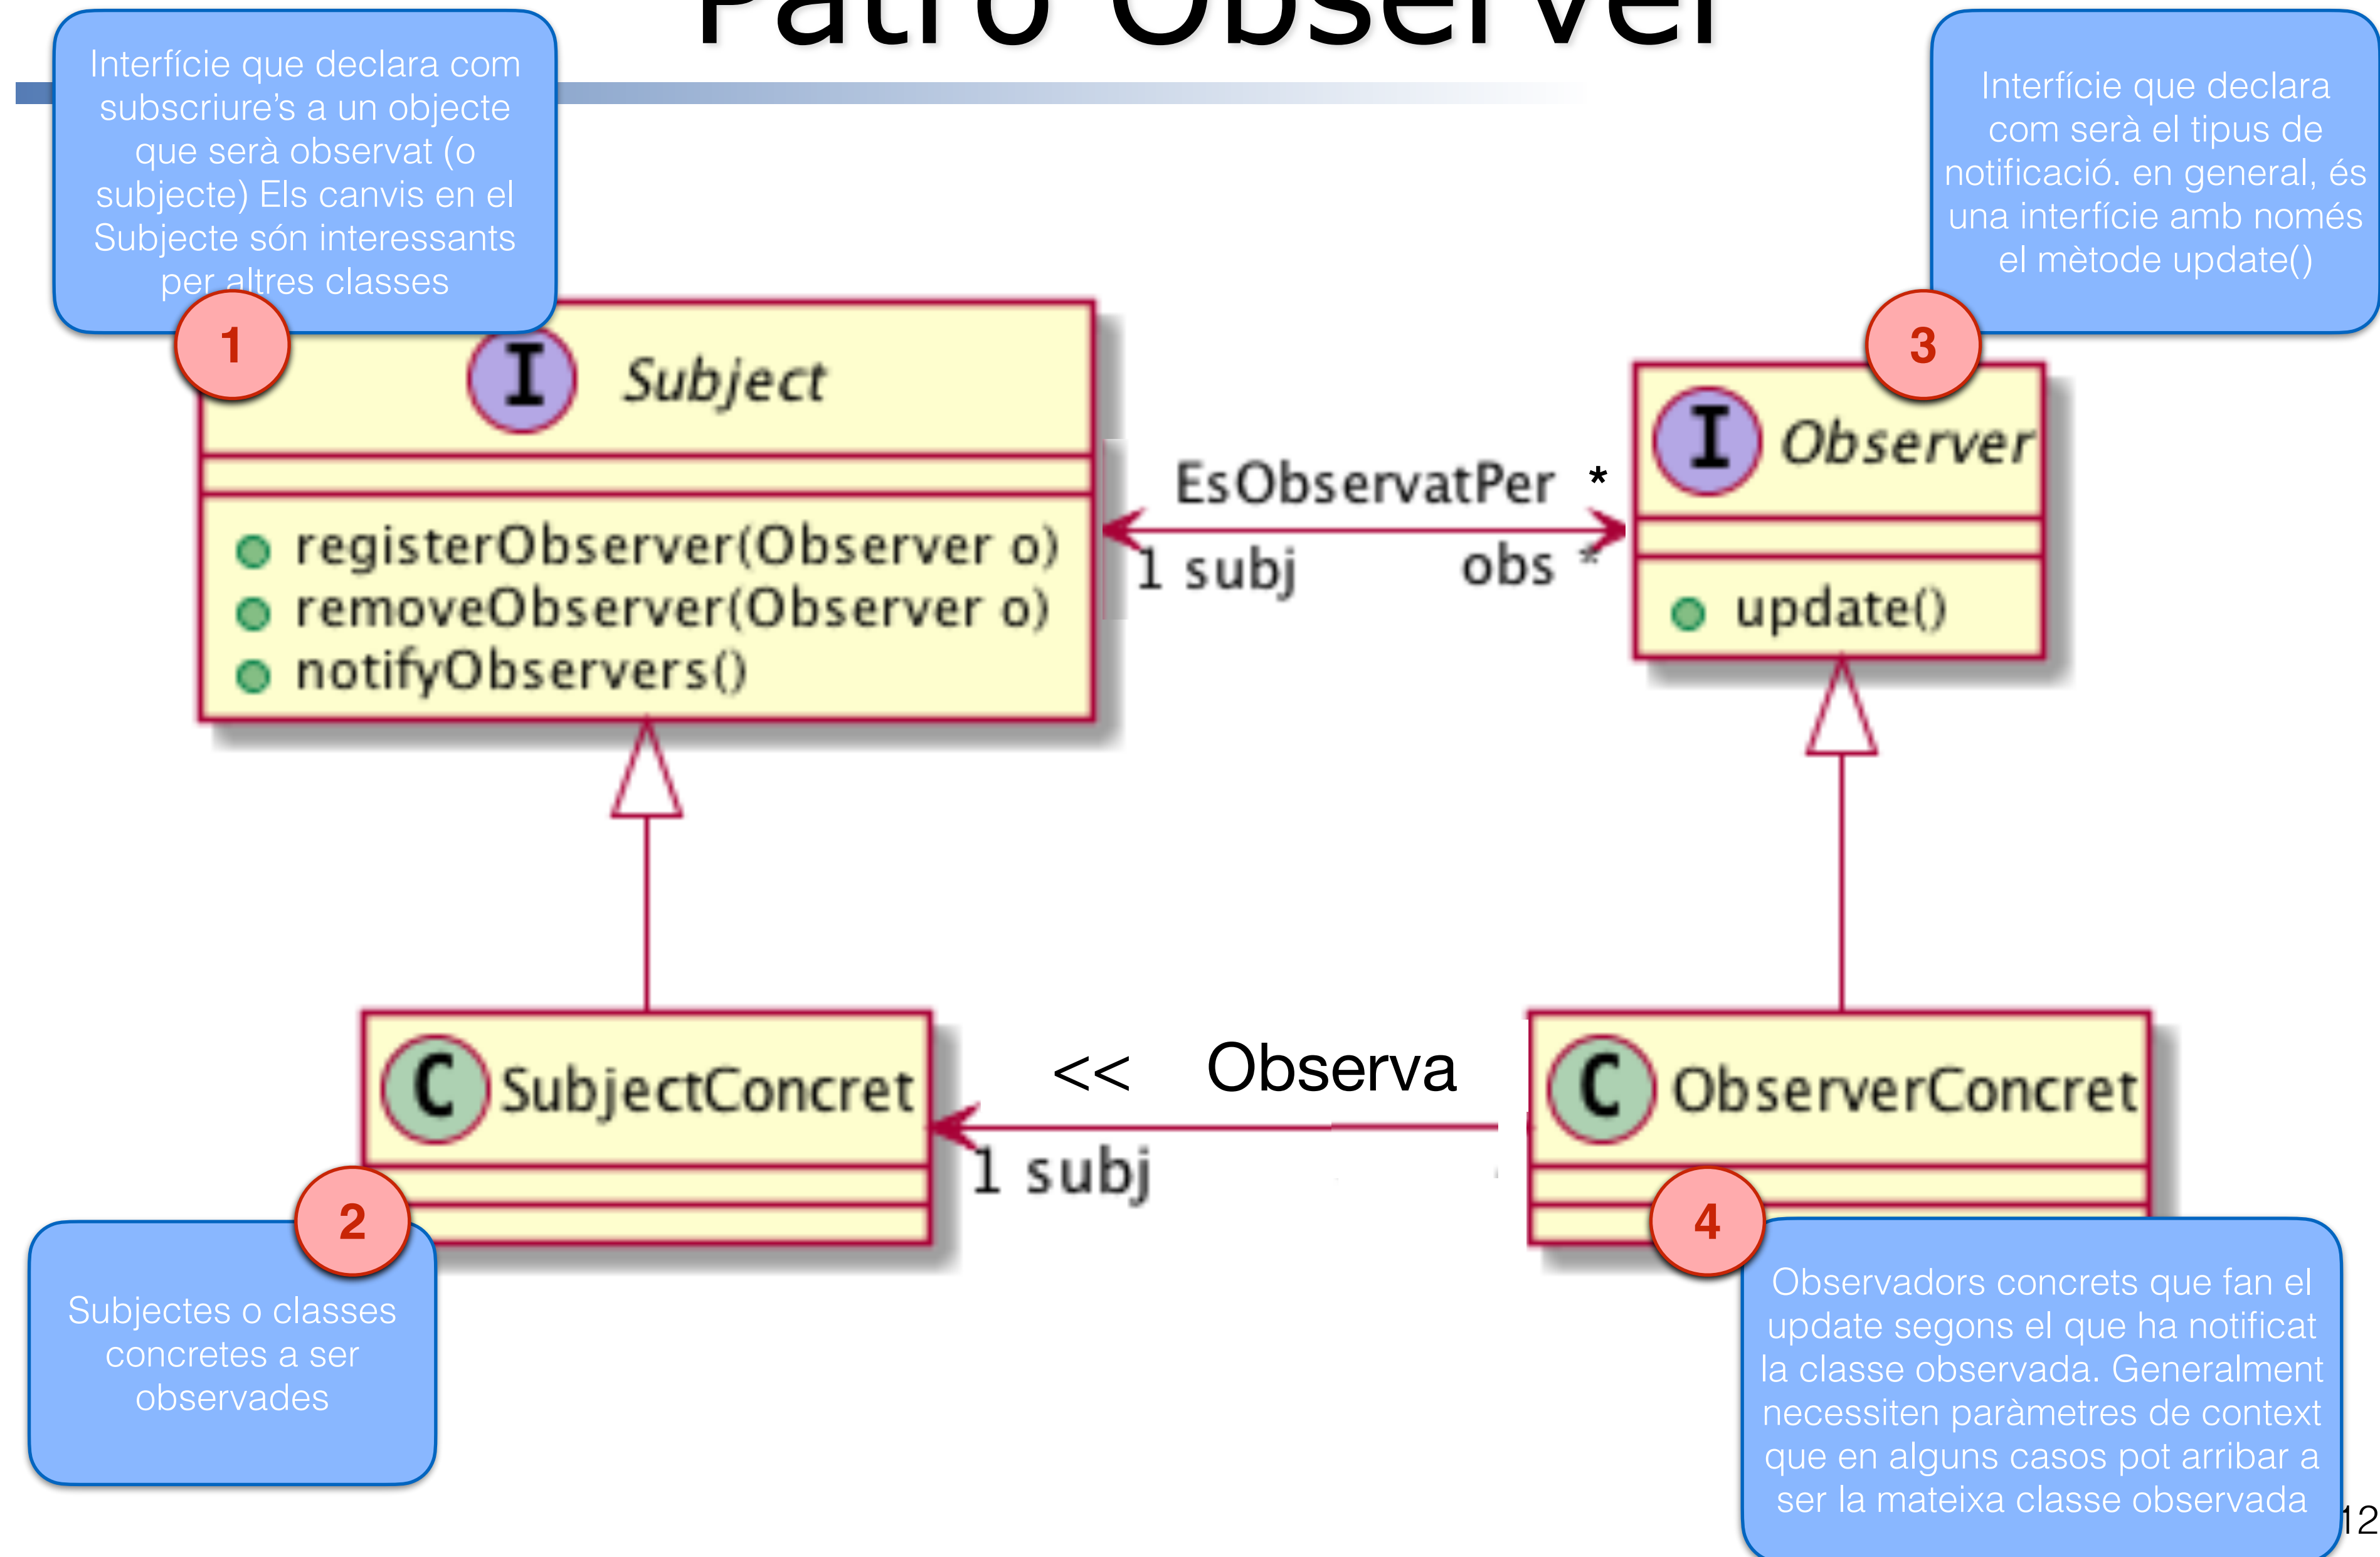 Patró Observer
Interfície que declara com
subscriure's a un objecte
que serà observat (o
subjecte) Els canvis en el
Subjecte són interessants
per altres classes
1
I Subject
registerObserver(Observer o)
removeObserver(Observer o)
notifyObservers()
EsObservatPer *
1 subj
obs *
Interfície que declara
com serà el tipus de
notificació. en general, és
una interfície amb només
el mètode update()
3
I Observer
update()
C SubjectConcret
<< Observa
1 subj
C ObserverConcret
2
Subjectes o classes
concretes a ser
observades
4
Observadors concrets que fan el
update segons el que ha notificat
la classe observada. Generalment
necessiten paràmetres de context
que en alguns casos pot arribar a
ser la mateixa classe observada
12